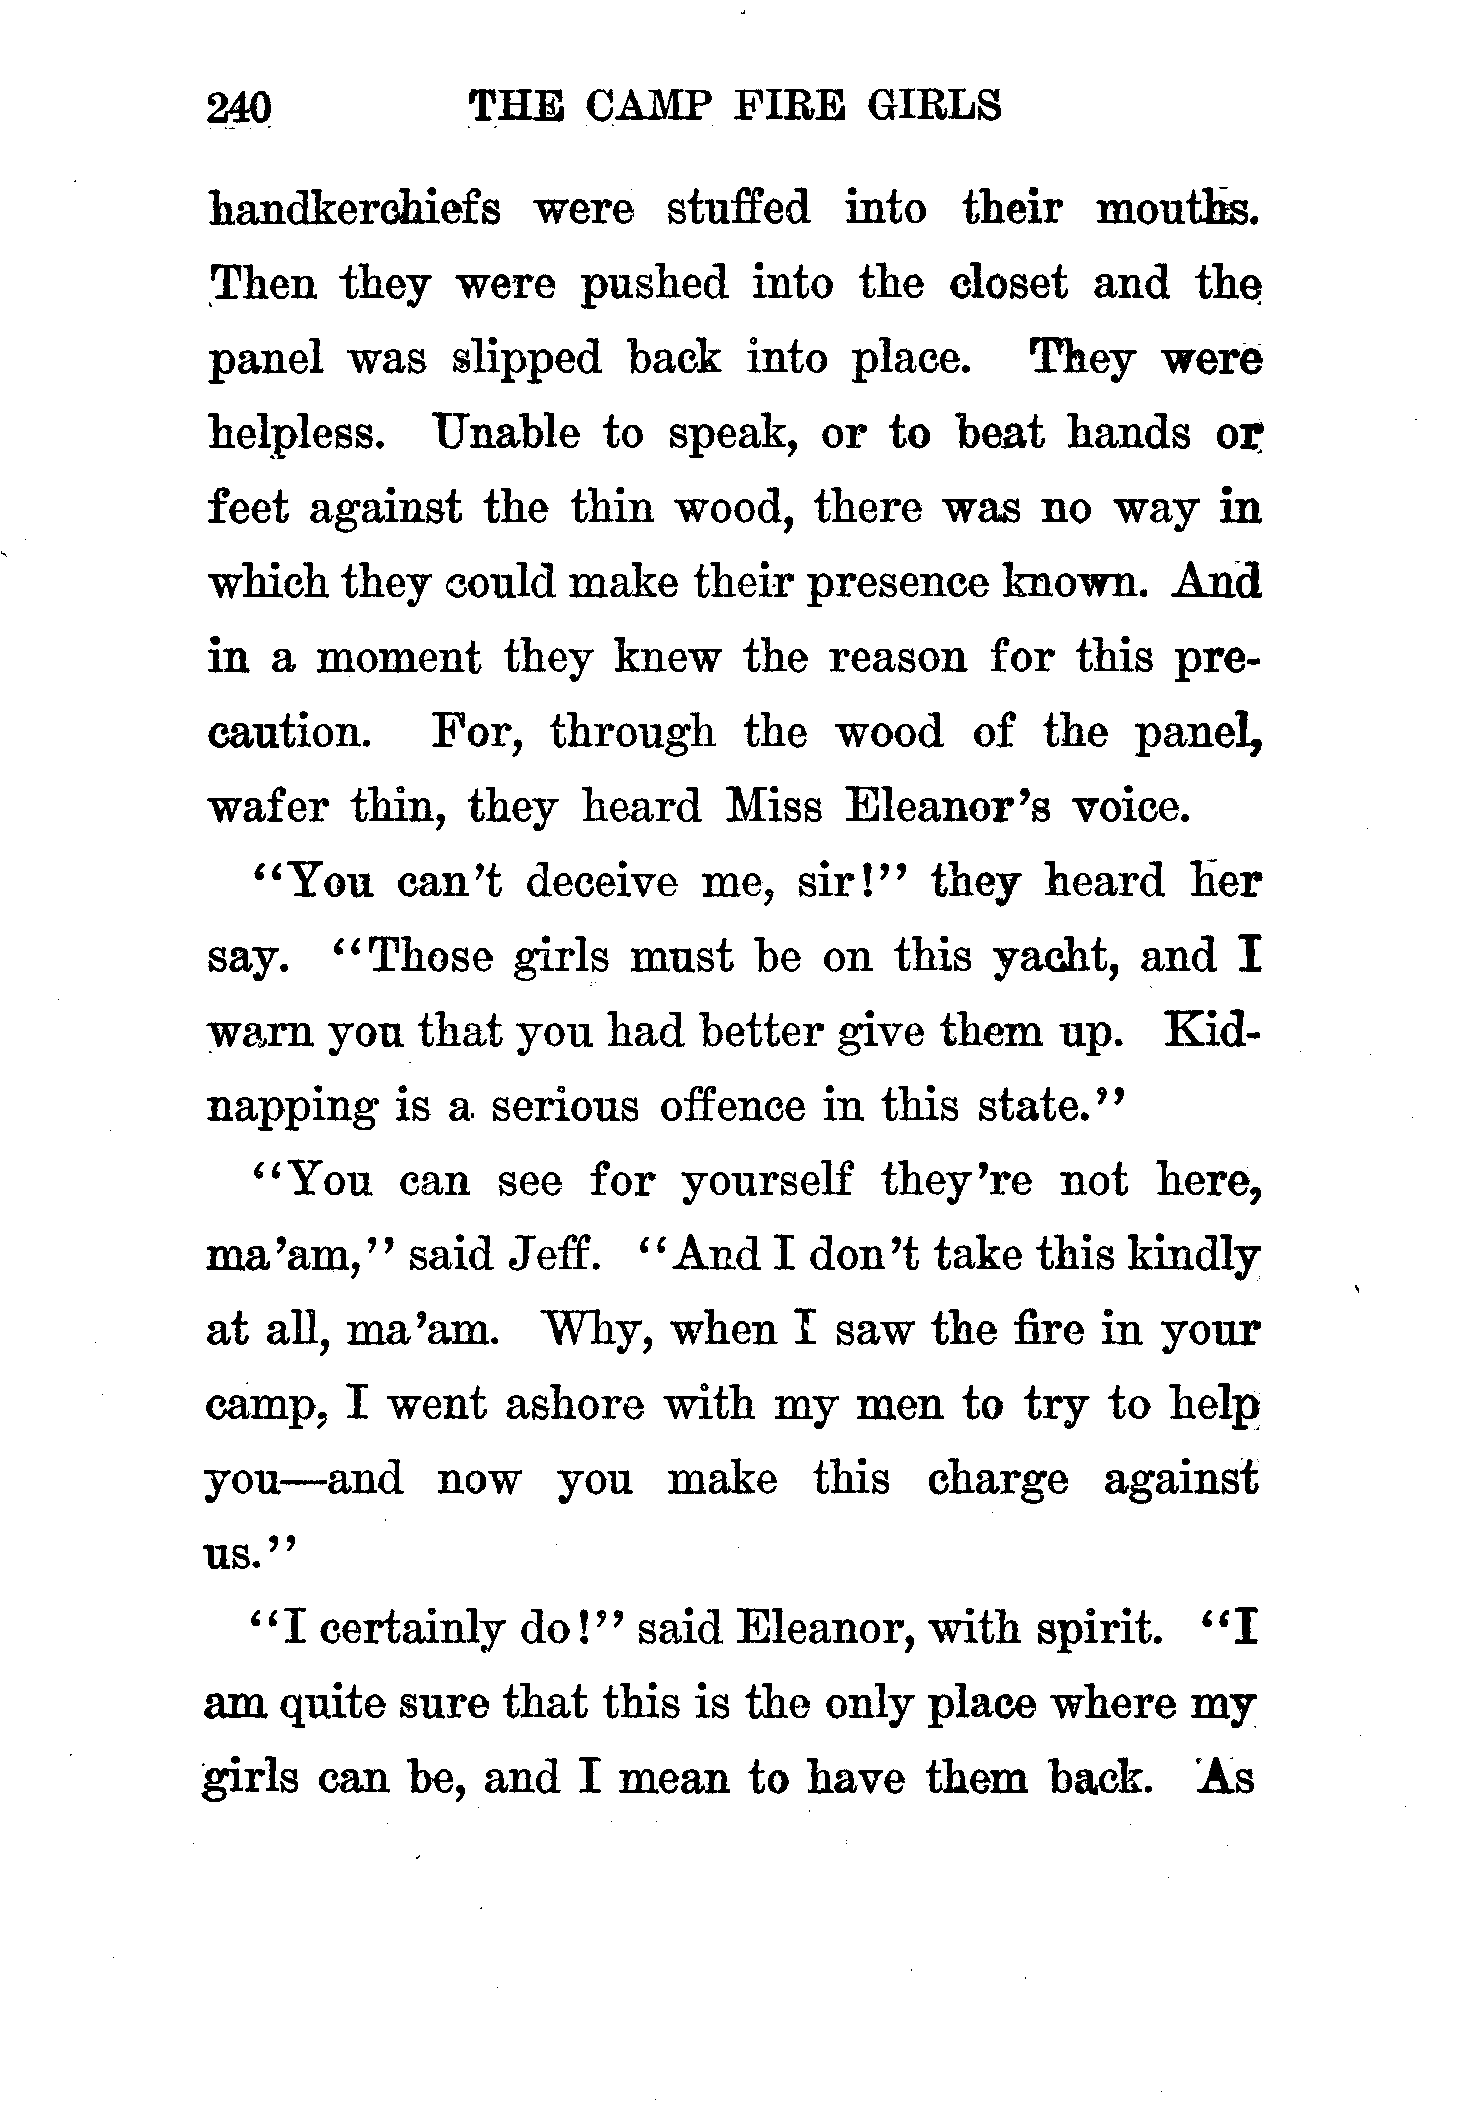 240 THE CAMP FIRE GIRLS
handkerchiefs were stuffed into their mouths.
Then they were pushed into the closet and the
panel was slipped back into place. They were
helpless. Unable to speak, or to beat hands or
feet against the thin wood, there was no way in
which they could make their presence known. And
in a moment they knew the reason for this pre-
caution. For, through the wood of the panel,
wafer thin, they heard Miss Eleanor's voice.
"You can't deceive me, sir!" they heard her
say. "Those girls must be on this yacht, and I
warn you that you had better give them up. Kid-
napping is a serious offence in this state."
"You can see for yourself they're not here,
ma'am," said Jeff. "And I don't take this kindly
at all, ma'am. Why, when I saw the fire in your
camp, I went ashore with my men to try to help
you—and now you make this charge against
us."
"I certainly do!" said Eleanor, with spirit. "I
am quite sure that this is the only place where my
girls can be, and I mean to have them back. As